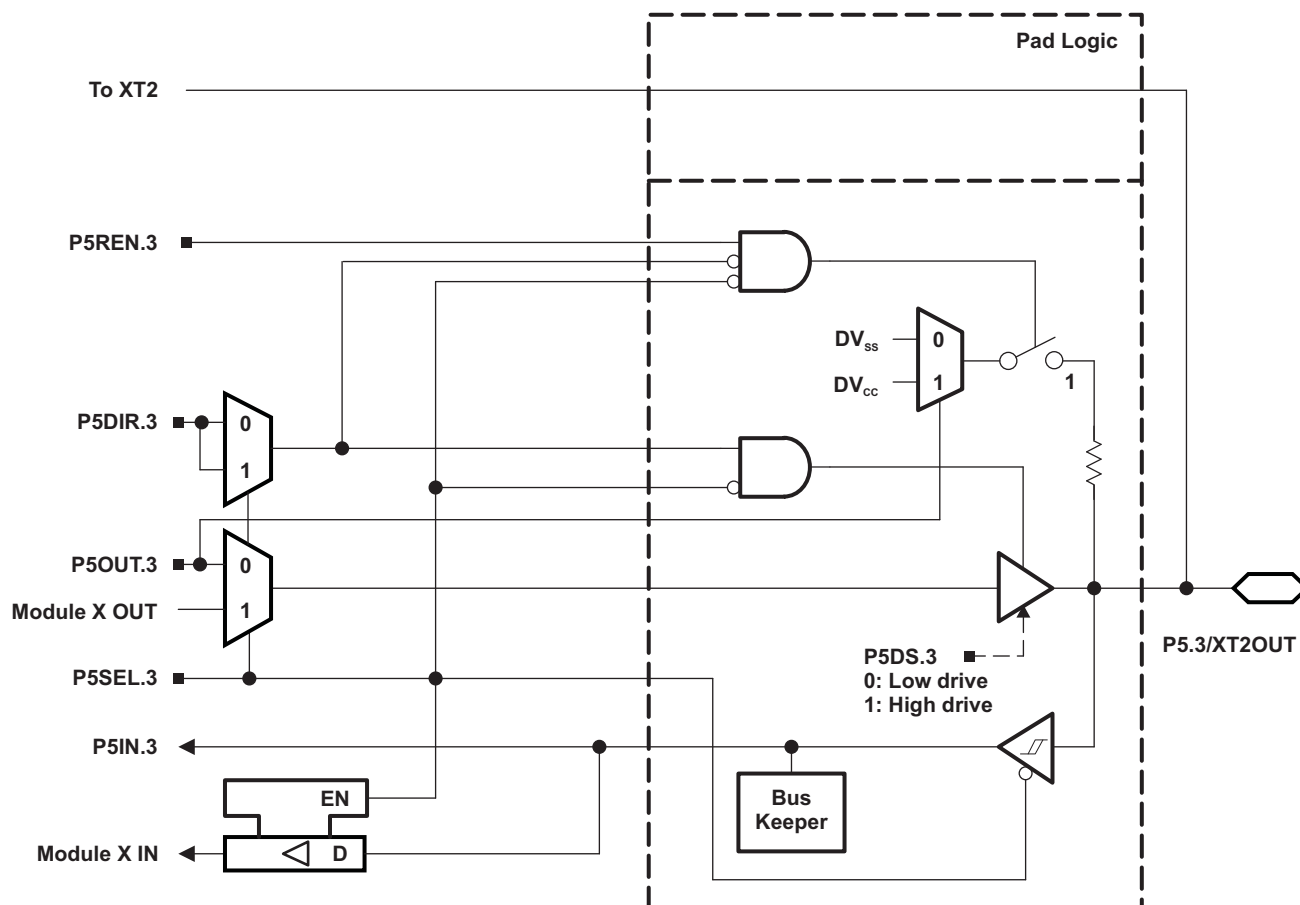 Pad Logic
To XT2
P5REN.3
DVSS
0
DVCC
1
1
P5DIR.3
0
1
P5OUT.3
0
Module X OUT
1
P5DS.3
0: Low drive
1: High drive
P5.3/XT2OUT
P5SEL.3
P5IN.3
Bus
Keeper
EN
Module X IN
D